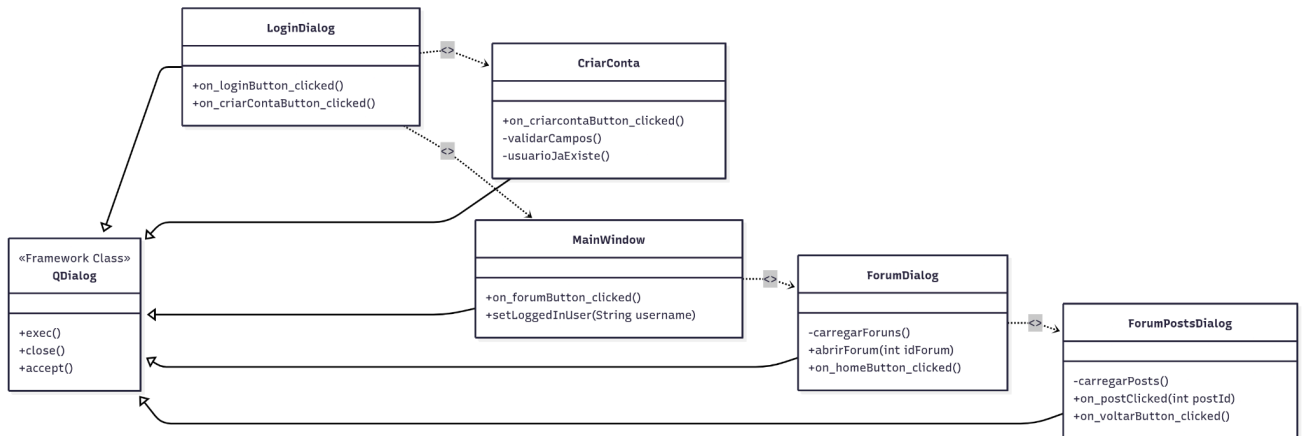 LoginDialog
+on_loginButton_clicked()
+on_criarContaButton_clicked()
<>
CriarConta
+on_criarcontaButton_clicked()
-validarCampos()
-usuarioJaExiste()
<>
«Framework Class»
QDialog
+exec()
+close()
+accept()
MainWindow
+on_forumButton_clicked()
+setLoggedInUser(String username)
<>
ForumDialog
-carregarForuns()
+abrirForum(int idForum)
+on_homeButton_clicked()
<>
ForumPostsDialog
-carregarPosts()
+on_postClicked(int postId)
+on_voltarButton_clicked()